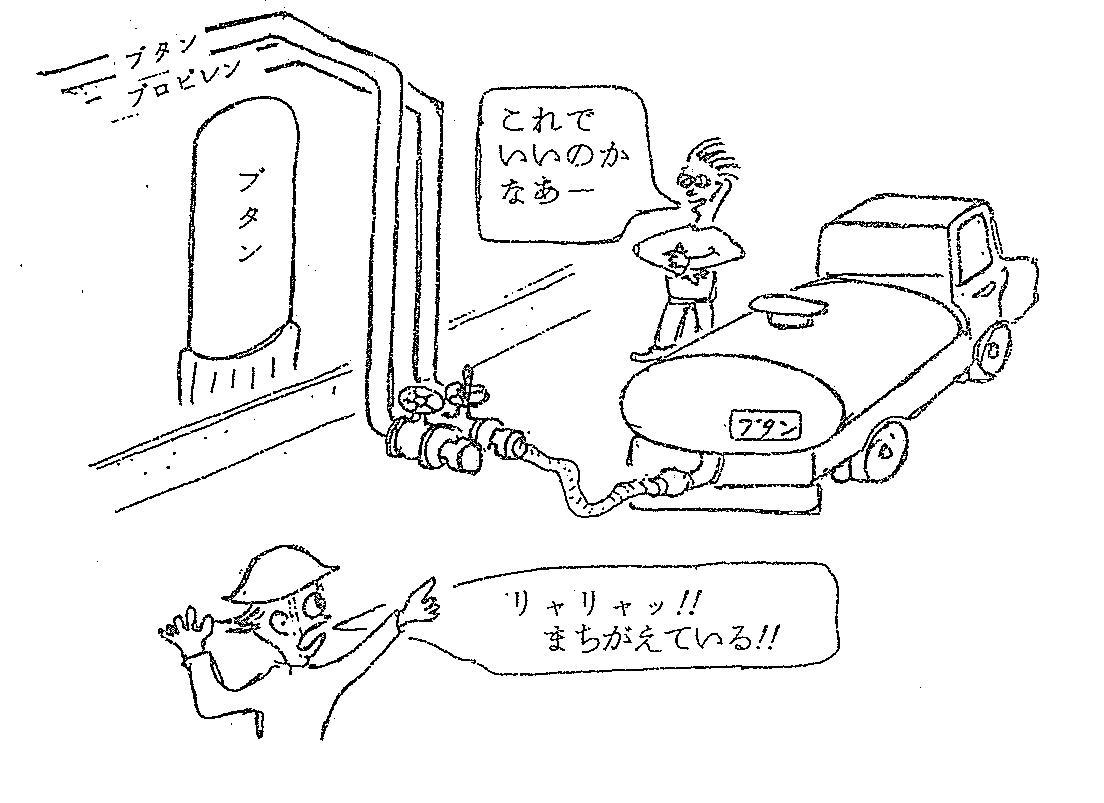 ブタン
プロピレン
ブタン
これで
いいのか
なあー
ブタン
リャリャッ!!
まちがえている!!